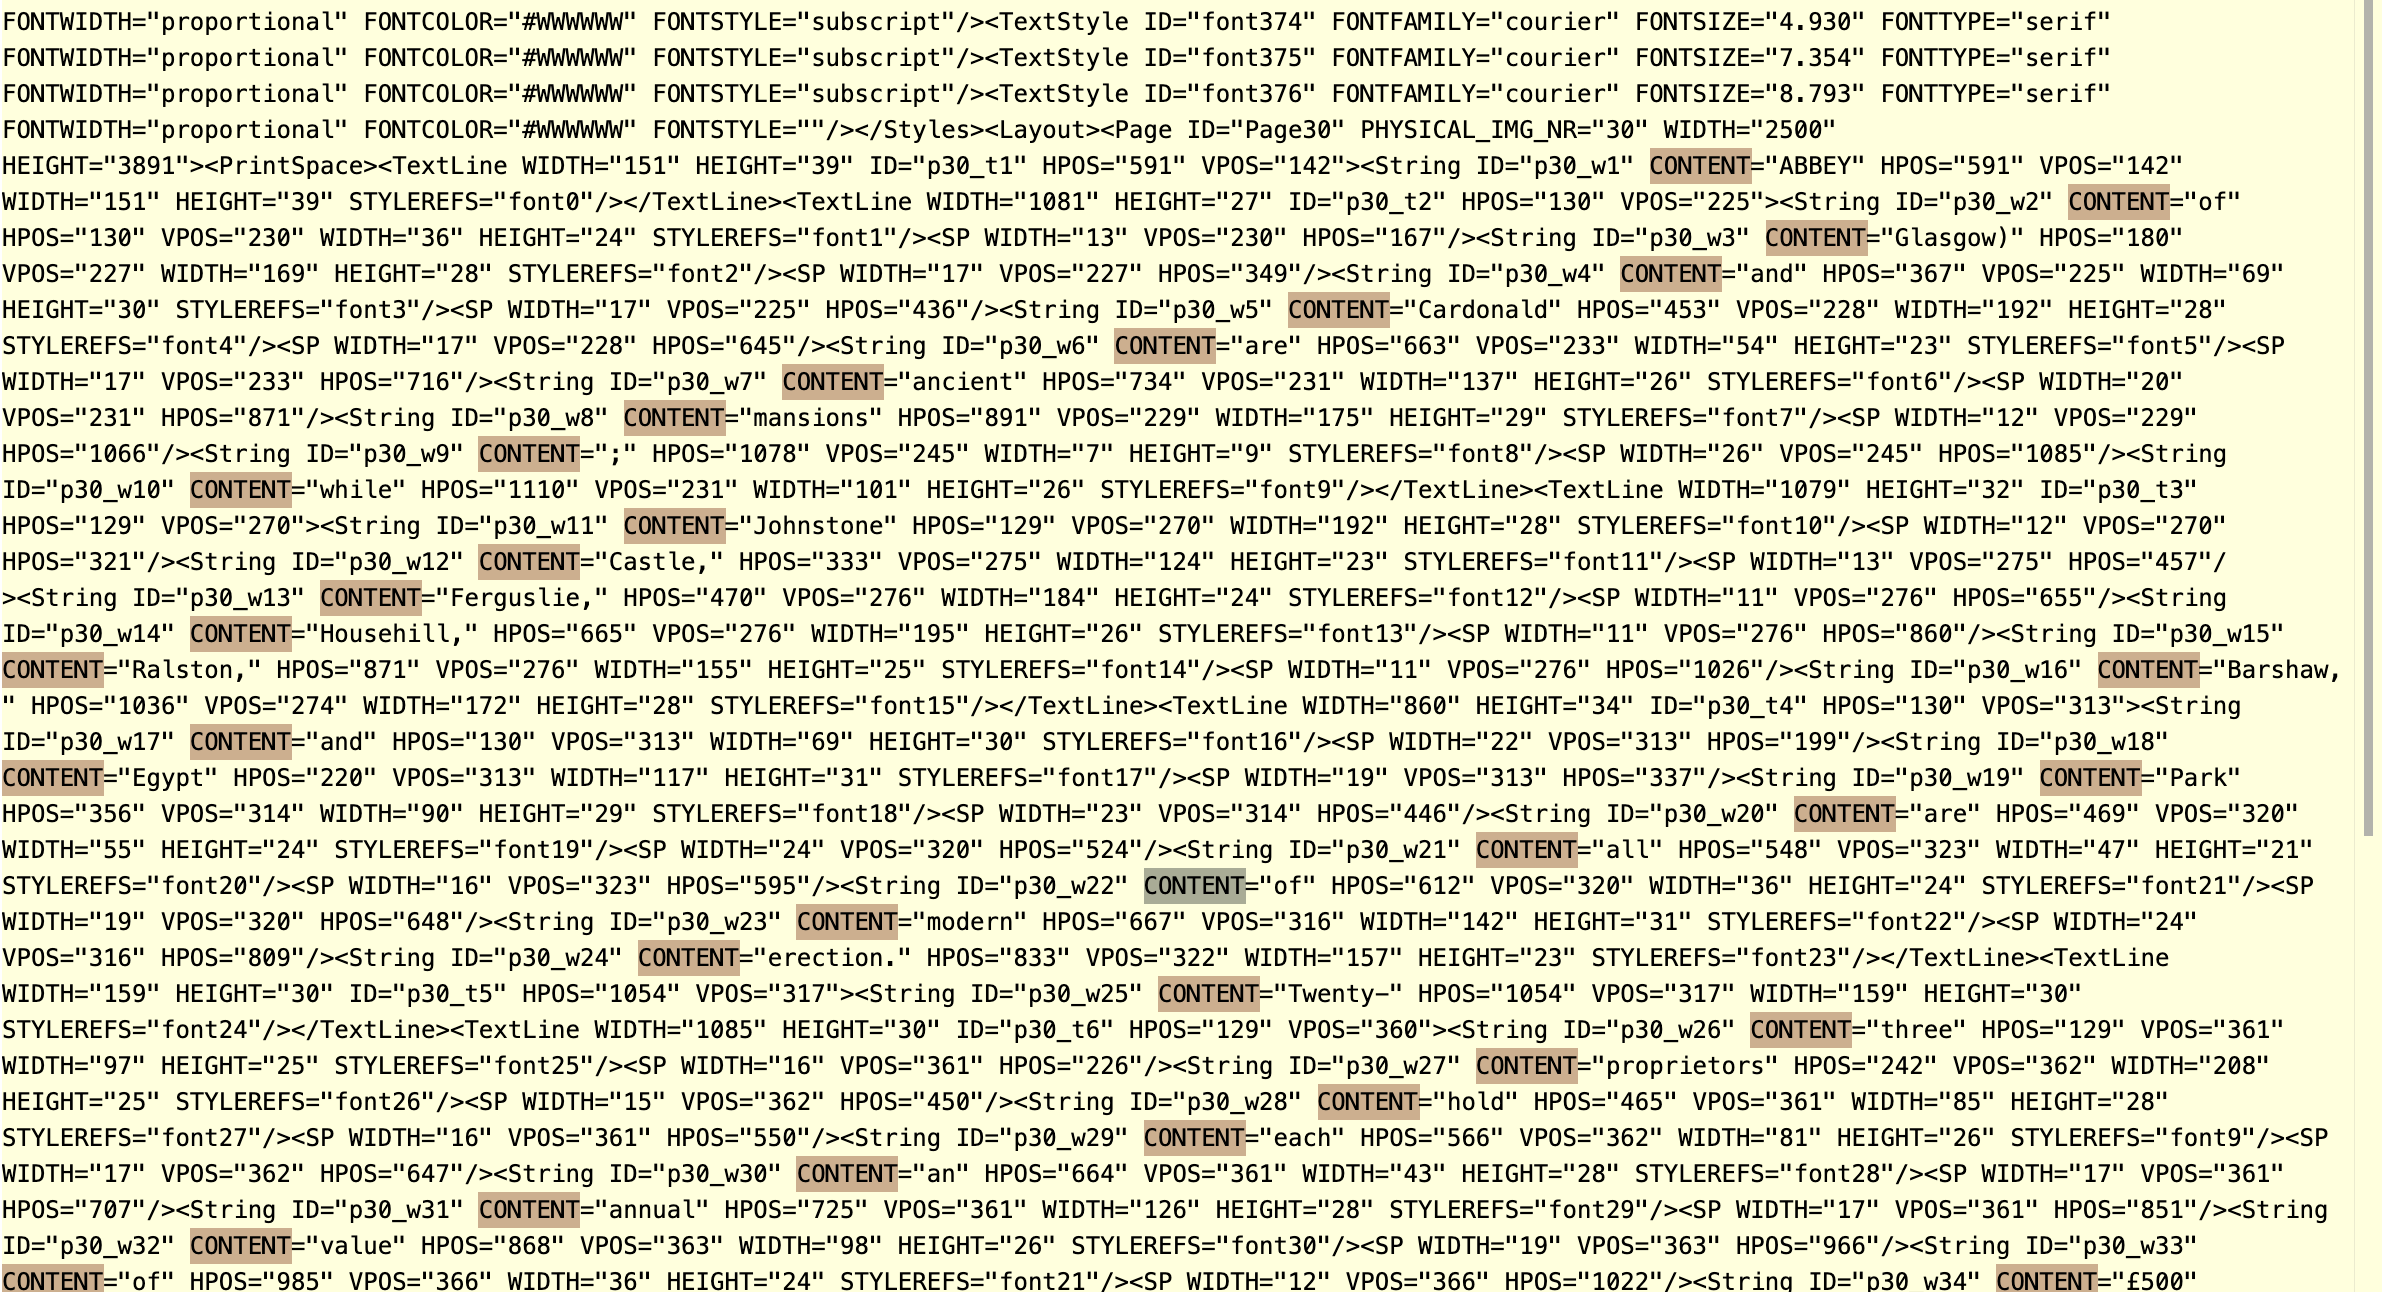 FONTWIDTH="proportional" FONTCOLOR="#WWWWWW" FONTSTYLE="subscript"/><TextStyle ID="font374" FONTFAMILY="courier" FONTSIZE="4.930" FONTTYPE="serif"
FONTWIDTH="proportional" FONTCOLOR="#WWWWWW" FONTSTYLE="subscript"/><TextStyle ID="font375" FONTFAMILY="courier" FONTSIZE="7.354" FONTTYPE="serif"
FONTWIDTH="proportional" FONTCOLOR="#WWWWWW" FONTSTYLE="subscript"/><TextStyle ID="font376" FONTFAMILY="courier" FONTSIZE="8.793" FONTTYPE="serif"
FONTWIDTH="proportional" FONTCOLOR="#WWWWWW" FONTSTYLE=""/></Styles><Layout><Page ID="Page30" PHYSICAL_IMG_NR="30" WIDTH="2500"
HEIGHT="3891"><PrintSpace><TextLine WIDTH="151" HEIGHT="39" ID="p30_t1" HPOS="591" VPOS="142"><String ID="p30_w1" CONTENT="ABBEY" HPOS="591" VPOS="142"
WIDTH="151" HEIGHT="39" STYLEREFS="font0"/></TextLine><TextLine WIDTH="1081" HEIGHT="27" ID="p30_t2" HPOS="130" VPOS="225"><String ID="p30_w2" CONTENT="of"
HPOS="130" VPOS="230" WIDTH="36" HEIGHT="24" STYLEREFS="font1"/><SP WIDTH="13" VPOS="230" HPOS="167"/><String ID="p30_w3" CONTENT="Glasgow)" HPOS="180"
VPOS="227" WIDTH="169" HEIGHT="28" STYLEREFS="font2"/><SP WIDTH="17" VPOS="227" HPOS="349"/><String ID="p30_w4" CONTENT="and" HPOS="367" VPOS="225" WIDTH="69"
HEIGHT="30" STYLEREFS="font3"/><SP WIDTH="17" VPOS="225" HPOS="436"/><String ID="p30_w5" CONTENT="Cardonald" HPOS="453" VPOS="228" WIDTH="192" HEIGHT="28"
STYLEREFS="font4"/><SP WIDTH="17" VPOS="228" HPOS="645"/><String ID="p30_w6" CONTENT="are" HPOS="663" VPOS="233" WIDTH="54" HEIGHT="23" STYLEREFS="font5"/><SP
WIDTH="17" VPOS="233" HPOS="716"/><String ID="p30_w7" CONTENT="ancient" HPOS="734" VPOS="231" WIDTH="137" HEIGHT="26" STYLEREFS="font6"/><SP WIDTH="20"
VPOS="231" HPOS="871"/><String ID="p30_w8" CONTENT="mansions" HPOS="891" VPOS="229" WIDTH="175" HEIGHT="29" STYLEREFS="font7"/><SP WIDTH="12" VPOS="229"
HPOS="1066"/><String ID="p30_w9" CONTENT=";" HPOS="1078" VPOS="245" WIDTH="7" HEIGHT="9" STYLEREFS="font8"/><SP WIDTH="26" VPOS="245" HPOS="1085"/><String
ID="p30_w10" CONTENT="while" HPOS="1110" VPOS="231" WIDTH="101" HEIGHT="26" STYLEREFS="font9"/></TextLine><TextLine WIDTH="1079" HEIGHT="32" ID="p30_t3"
HPOS="129" VPOS="270"><String ID="p30_w11" CONTENT="Johnstone" HPOS="129" VPOS="270" WIDTH="192" HEIGHT="28" STYLEREFS="font10"/><SP WIDTH="12" VPOS="270"
HPOS="321"/><String ID="p30_w12" CONTENT="Castle," HPOS="333" VPOS="275" WIDTH="124" HEIGHT="23" STYLEREFS="font11"/><SP WIDTH="13" VPOS="275" HPOS="457"/
><String ID="p30_w13" CONTENT="Ferguslie," HPOS="470" VPOS="276" WIDTH="184" HEIGHT="24" STYLEREFS="font12"/><SP WIDTH="11" VPOS="276" HPOS="655"/><String
ID="p30_w14" CONTENT="Househill," HPOS="665" VPOS="276" WIDTH="195" HEIGHT="26" STYLEREFS="font13"/><SP WIDTH="11" VPOS="276" HPOS="860"/><String ID="p30_w15"
CONTENT="Ralston," HPOS="871" VPOS="276" WIDTH="155" HEIGHT="25" STYLEREFS="font14"/><SP WIDTH="11" VPOS="276" HPOS="1026"/><String ID="p30_w16" CONTENT="Barshaw,
" HPOS="1036" VPOS="274" WIDTH="172" HEIGHT="28" STYLEREFS="font15"/></TextLine><TextLine WIDTH="860" HEIGHT="34" ID="p30_t4" HPOS="130" VPOS="313"><String
ID="p30_w17" CONTENT="and" HPOS="130" VPOS="313" WIDTH="69" HEIGHT="30" STYLEREFS="font16"/><SP WIDTH="22" VPOS="313" HPOS="199"/><String ID="p30_w18"
CONTENT="Egypt" HPOS="220" VPOS="313" WIDTH="117" HEIGHT="31" STYLEREFS="font17"/><SP WIDTH="19" VPOS="313" HPOS="337"/><String ID="p30_w19" CONTENT="Park"
HPOS="356" VPOS="314" WIDTH="90" HEIGHT="29" STYLEREFS="font18"/><SP WIDTH="23" VPOS="314" HPOS="446"/><String ID="p30_w20" CONTENT="are" HPOS="469" VPOS="320"
WIDTH="55" HEIGHT="24" STYLEREFS="font19"/><SP WIDTH="24" VPOS="320" HPOS="524"/><String ID="p30_w21" CONTENT="all" HPOS="548" VPOS="323" WIDTH="47" HEIGHT="21"
STYLEREFS="font20"/><SP WIDTH="16" VPOS="323" HPOS="595"/><String ID="p30_w22" CONTENT="of" HPOS="612" VPOS="320" WIDTH="36" HEIGHT="24" STYLEREFS="font21"/><SP
WIDTH="19" VPOS="320" HPOS="648"/><String ID="p30_w23" CONTENT="modern" HPOS="667" VPOS="316" WIDTH="142" HEIGHT="31" STYLEREFS="font22"/><SP WIDTH="24"
VPOS="316" HPOS="809"/><String ID="p30_w24" CONTENT="erection." HPOS="833" VPOS="322" WIDTH="157" HEIGHT="23" STYLEREFS="font23"/></TextLine><TextLine
WIDTH="159" HEIGHT="30" ID="p30_t5" HPOS="1054" VPOS="317"><String ID="p30_w25" CONTENT="Twenty-" HPOS="1054" VPOS="317" WIDTH="159" HEIGHT="30"
STYLEREFS="font24"/></TextLine><TextLine WIDTH="1085" HEIGHT="30" ID="p30_t6" HPOS="129" VPOS="360"><String ID="p30_w26" CONTENT="three" HPOS="129" VPOS="361"
WIDTH="97" HEIGHT="25" STYLEREFS="font25"/><SP WIDTH="16" VPOS="361" HPOS="226"/><String ID="p30_w27" CONTENT="proprietors" HPOS="242" VPOS="362" WIDTH="208"
HEIGHT="25" STYLEREFS="font26"/><SP WIDTH="15" VPOS="362" HPOS="450"/><String ID="p30_w28" CONTENT="hold" HPOS="465" VPOS="361" WIDTH="85" HEIGHT="28"
STYLEREFS="font27"/><SP WIDTH="16" VPOS="361" HPOS="550"/><String ID="p30_w29" CONTENT="each" HPOS="566" VPOS="362" WIDTH="81" HEIGHT="26" STYLEREFS="font9"/><SP
WIDTH="17" VPOS="362" HPOS="647"/><String ID="p30_w30" CONTENT="an" HPOS="664" VPOS="361" WIDTH="43" HEIGHT="28" STYLEREFS="font28"/><SP WIDTH="17" VPOS="361"
HPOS="707"/><String ID="p30_w31" CONTENT="annual" HPOS="725" VPOS="361" WIDTH="126" HEIGHT="28" STYLEREFS="font29"/><SP WIDTH="17" VPOS="361" HPOS="851"/><String
ID="p30_w32" CONTENT="value" HPOS="868" VPOS="363" WIDTH="98" HEIGHT="26" STYLEREFS="font30"/><SP WIDTH="19" VPOS="363" HPOS="966"/><String ID="p30_w33"
CONTENT="of" HPOS="985" VPOS="366" WIDTH="36" HEIGHT="24" STYLEREFS="font21"/><SP WIDTH="12" VPOS="366" HPOS="1022"/><String ID="p30_w34" CONTENT="£500"